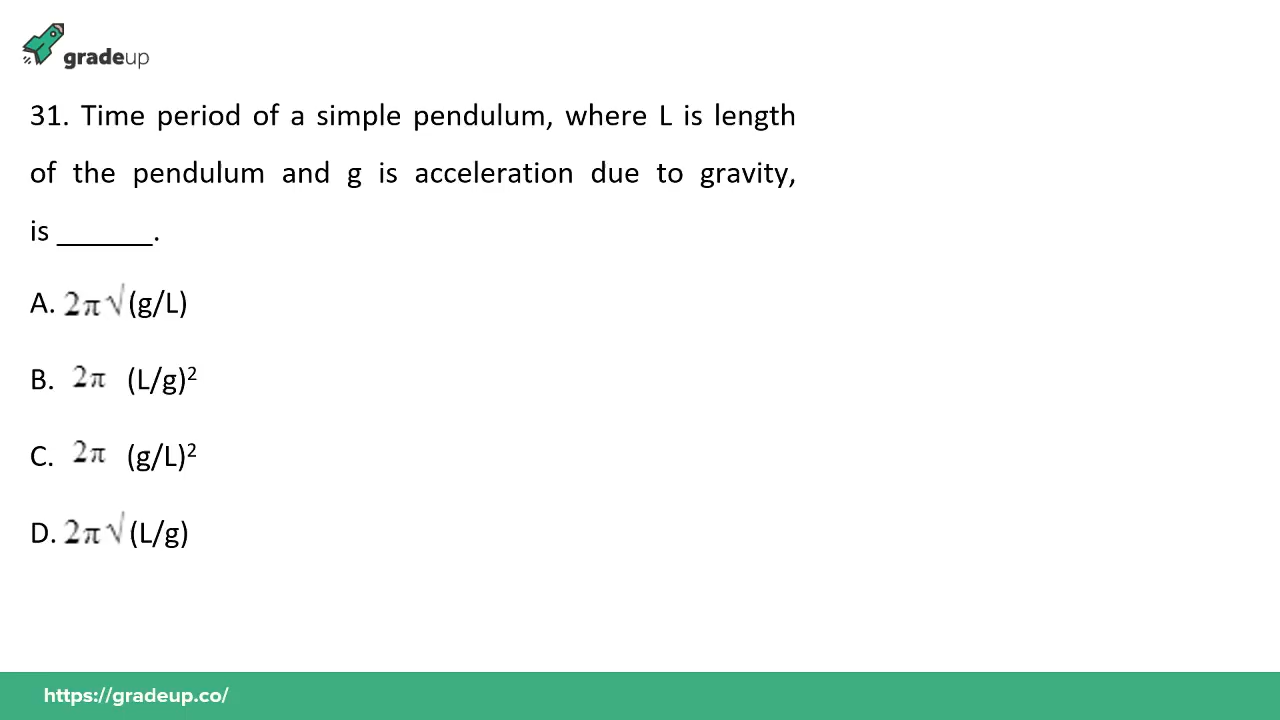 gradeup
31. Time period of a simple pendulum, where L is length
of the pendulum and g is acceleration due to gravity,
is ______.
A. 2π√(g/L)
B. 2π (L/g)²
C. 2π (g/L)²
D. 2π√(L/g)
https://gradeup.co/